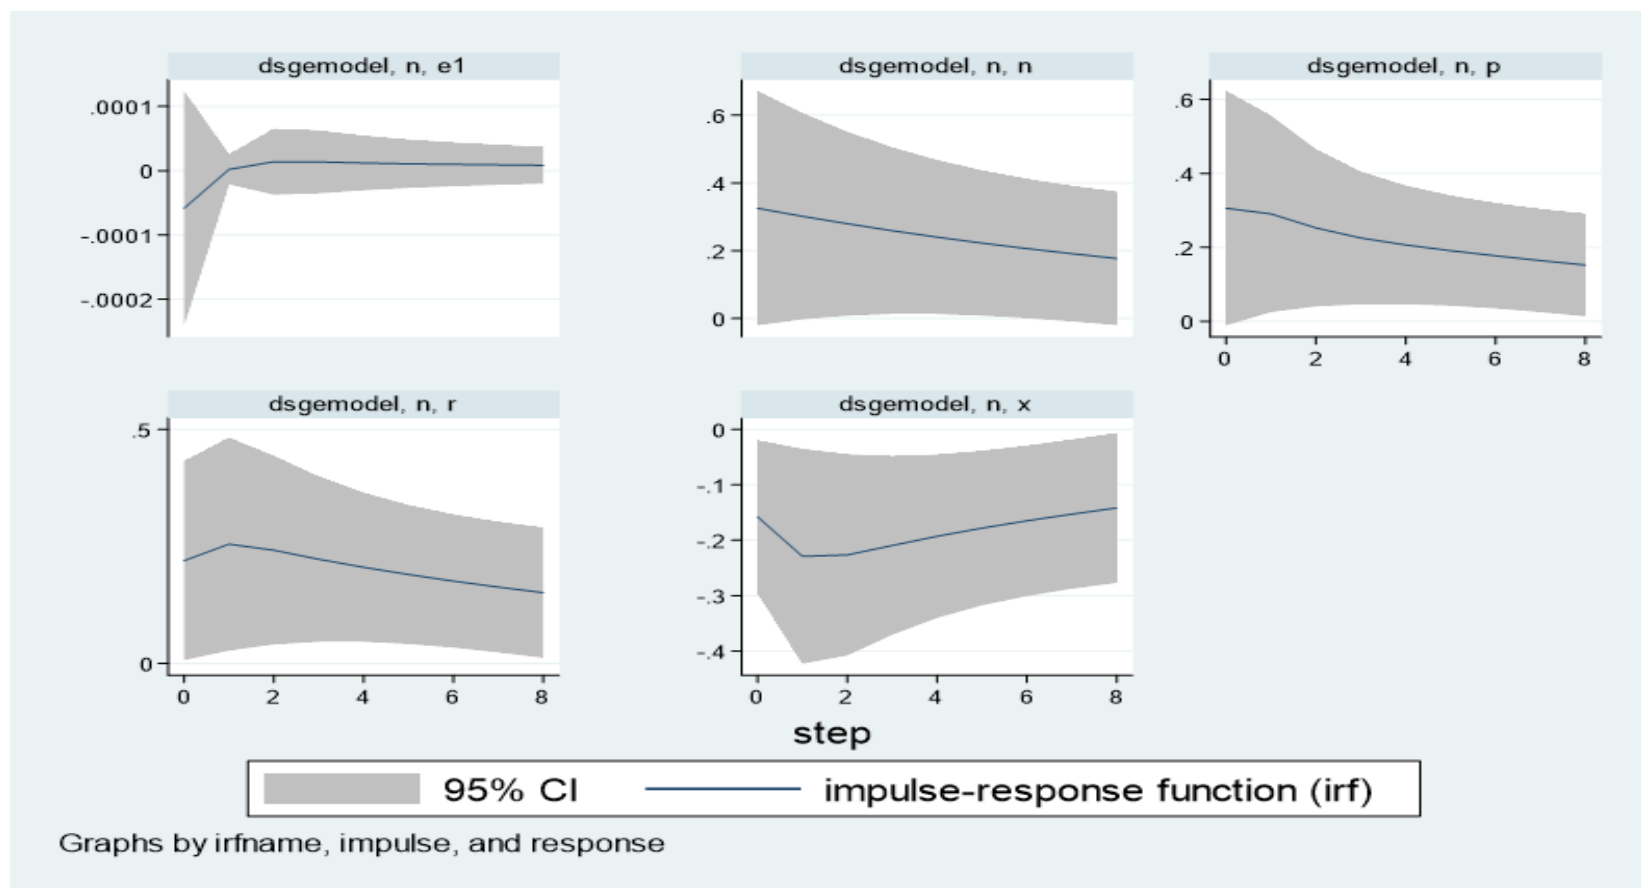 dsgemodel, n, e1
.0001
0
-.0001
-.0002
dsgemodel, n, n
.6
.4
.2
0
dsgemodel, n, p
.6
.4
.2
0
0 2 4 6 8
dsgemodel, n, r
.5
0
0 2 4 6 8
dsgemodel, n, x
0
-.1
-.2
-.3
-.4
0 2 4 6 8
step
95% CI impulse-response function (irf)
Graphs by irfname, impulse, and response